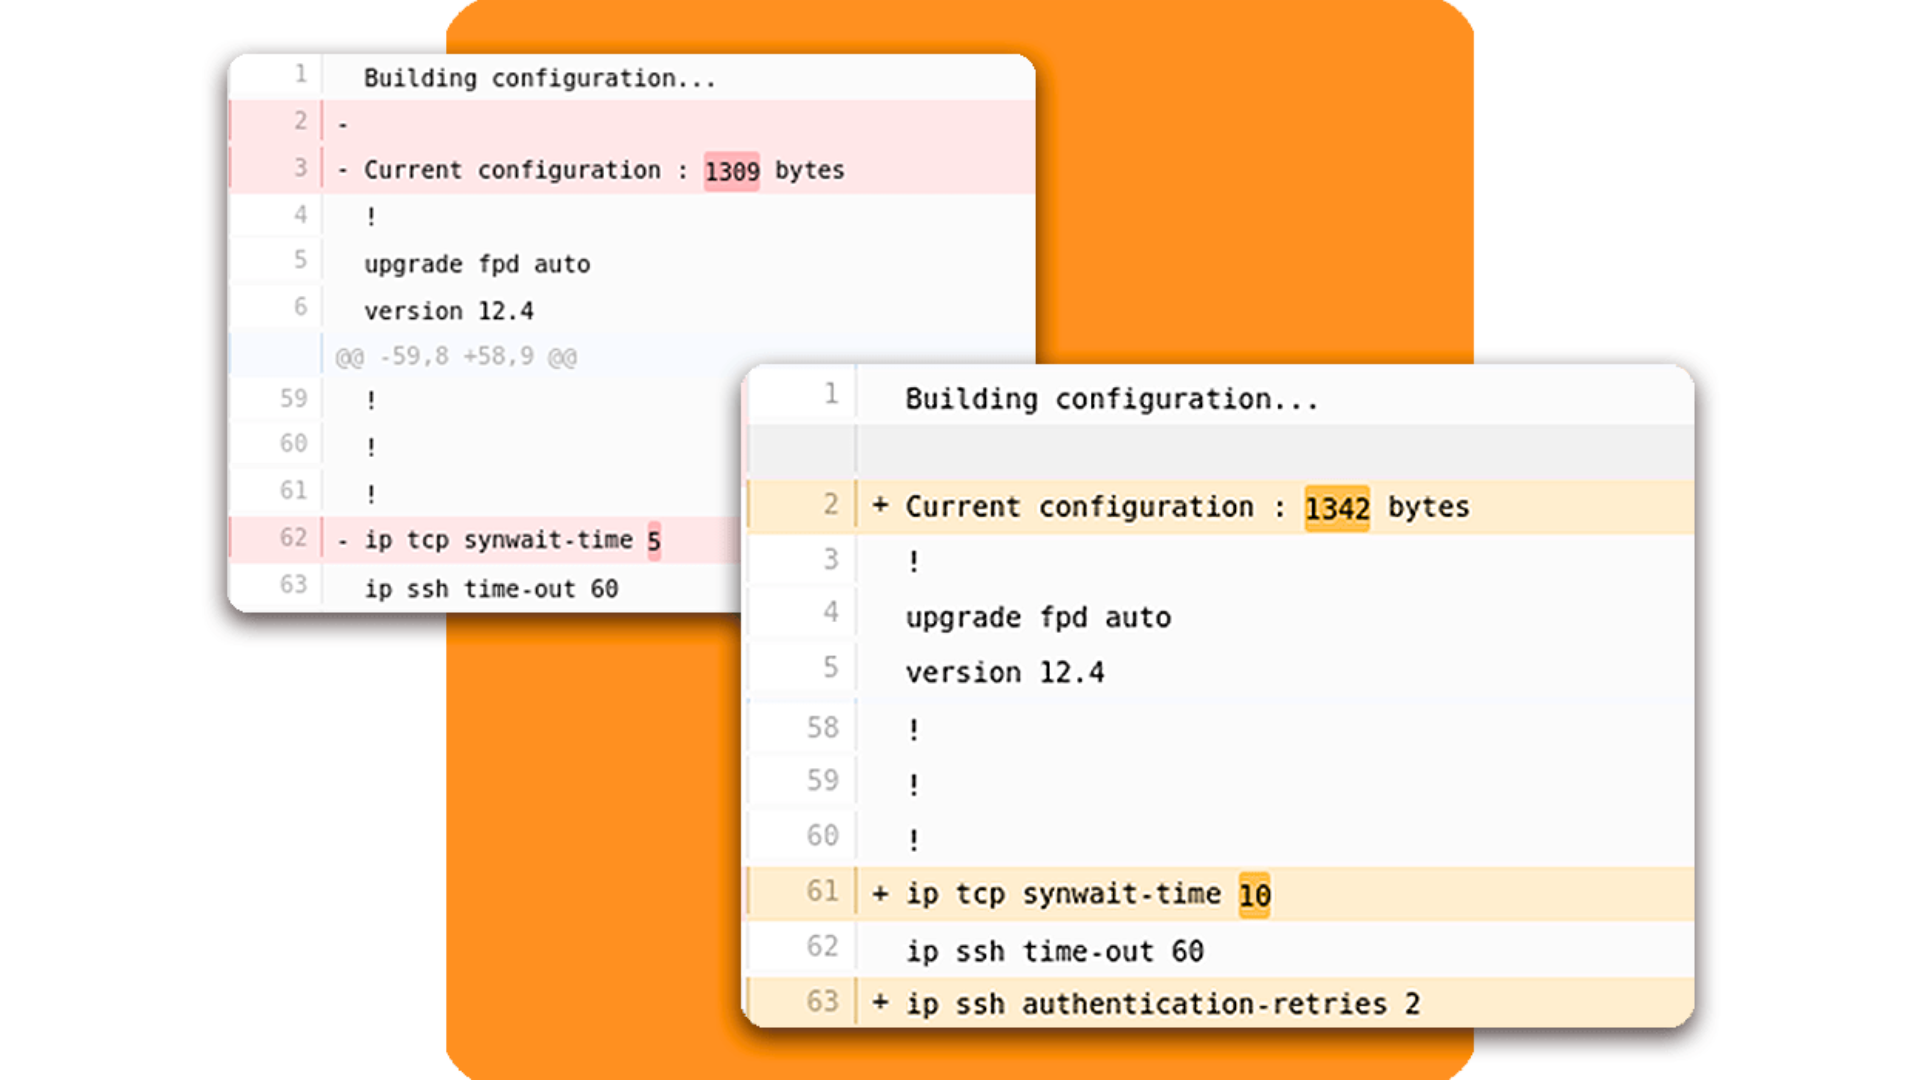 1 Building configuration...
2 -
3 - Current configuration : 1309 bytes
4 !
5 upgrade fpd auto
6 version 12.4
@@ -59,8 +58,9 @@
59 !
60 !
61 !
62 - ip tcp synwait-time 5
63 ip ssh time-out 60
1 Building configuration...
2 + Current configuration : 1342 bytes
3 !
4 upgrade fpd auto
5 version 12.4
58 !
59 !
60 !
61 + ip tcp synwait-time 10
62 ip ssh time-out 60
63 + ip ssh authentication-retries 2